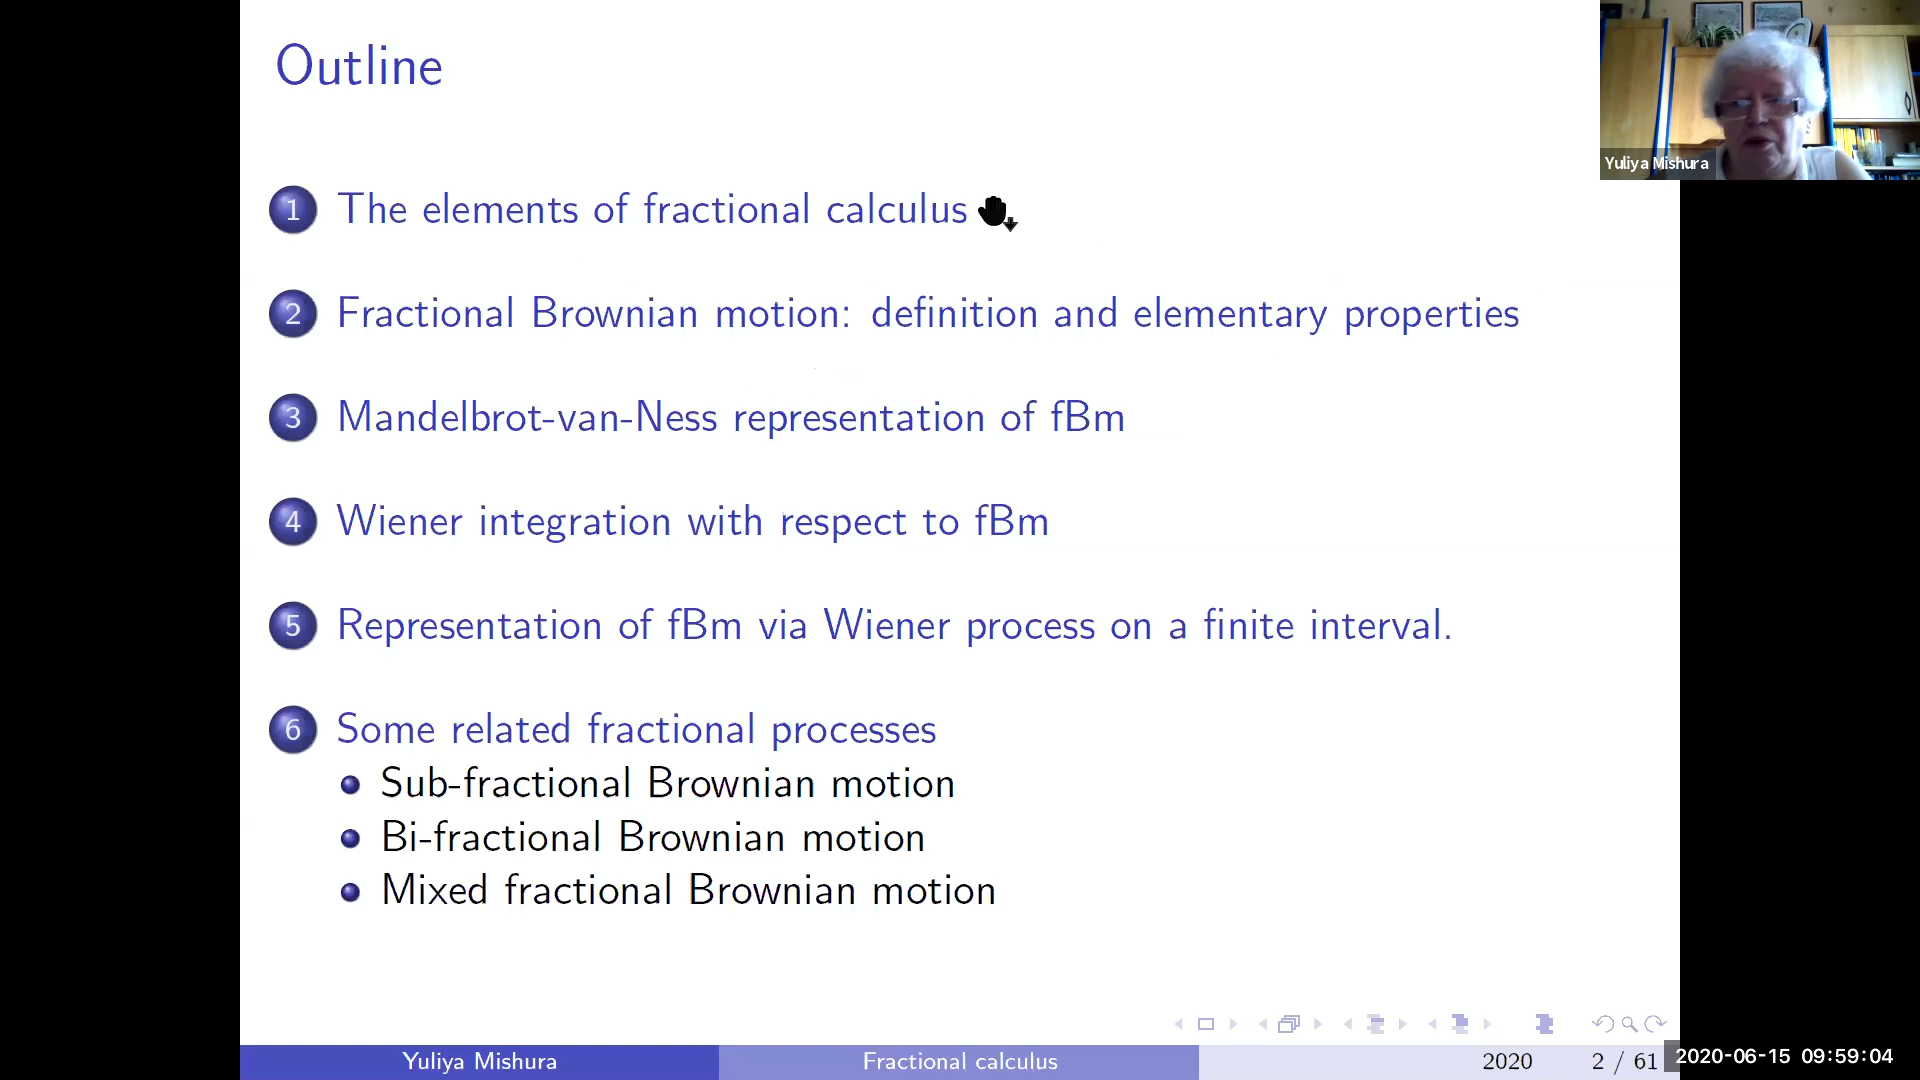 Outline
Yuliya Mishura
1 The elements of fractional calculus
2 Fractional Brownian motion: definition and elementary properties
3 Mandelbrot-van-Ness representation of fBm
4 Wiener integration with respect to fBm
5 Representation of fBm via Wiener process on a finite interval.
6 Some related fractional processes
Sub-fractional Brownian motion
Bi-fractional Brownian motion
Mixed fractional Brownian motion
Yuliya Mishura Fractional calculus 2020 2 / 61
2020-06-15 09:59:04